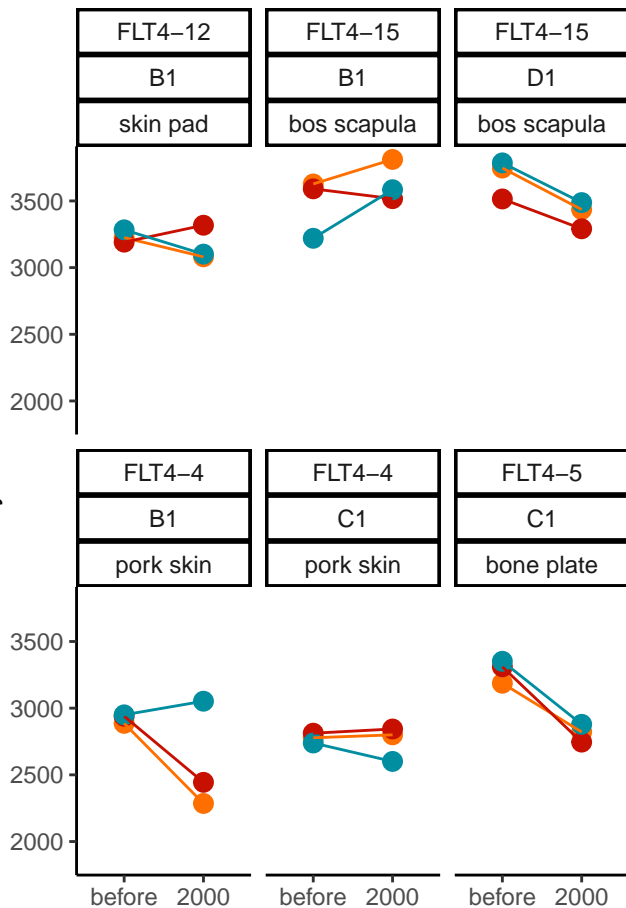 FLT4−12 FLT4−15 FLT4−15
B1 B1 D1
skin pad bos scapula bos scapula
3500
3000
2500
2000
FLT4−4 FLT4−4 FLT4−5
B1 C1 C1
pork skin pork skin bone plate
3500
3000
2500
2000
before 2000 before 2000 before 2000